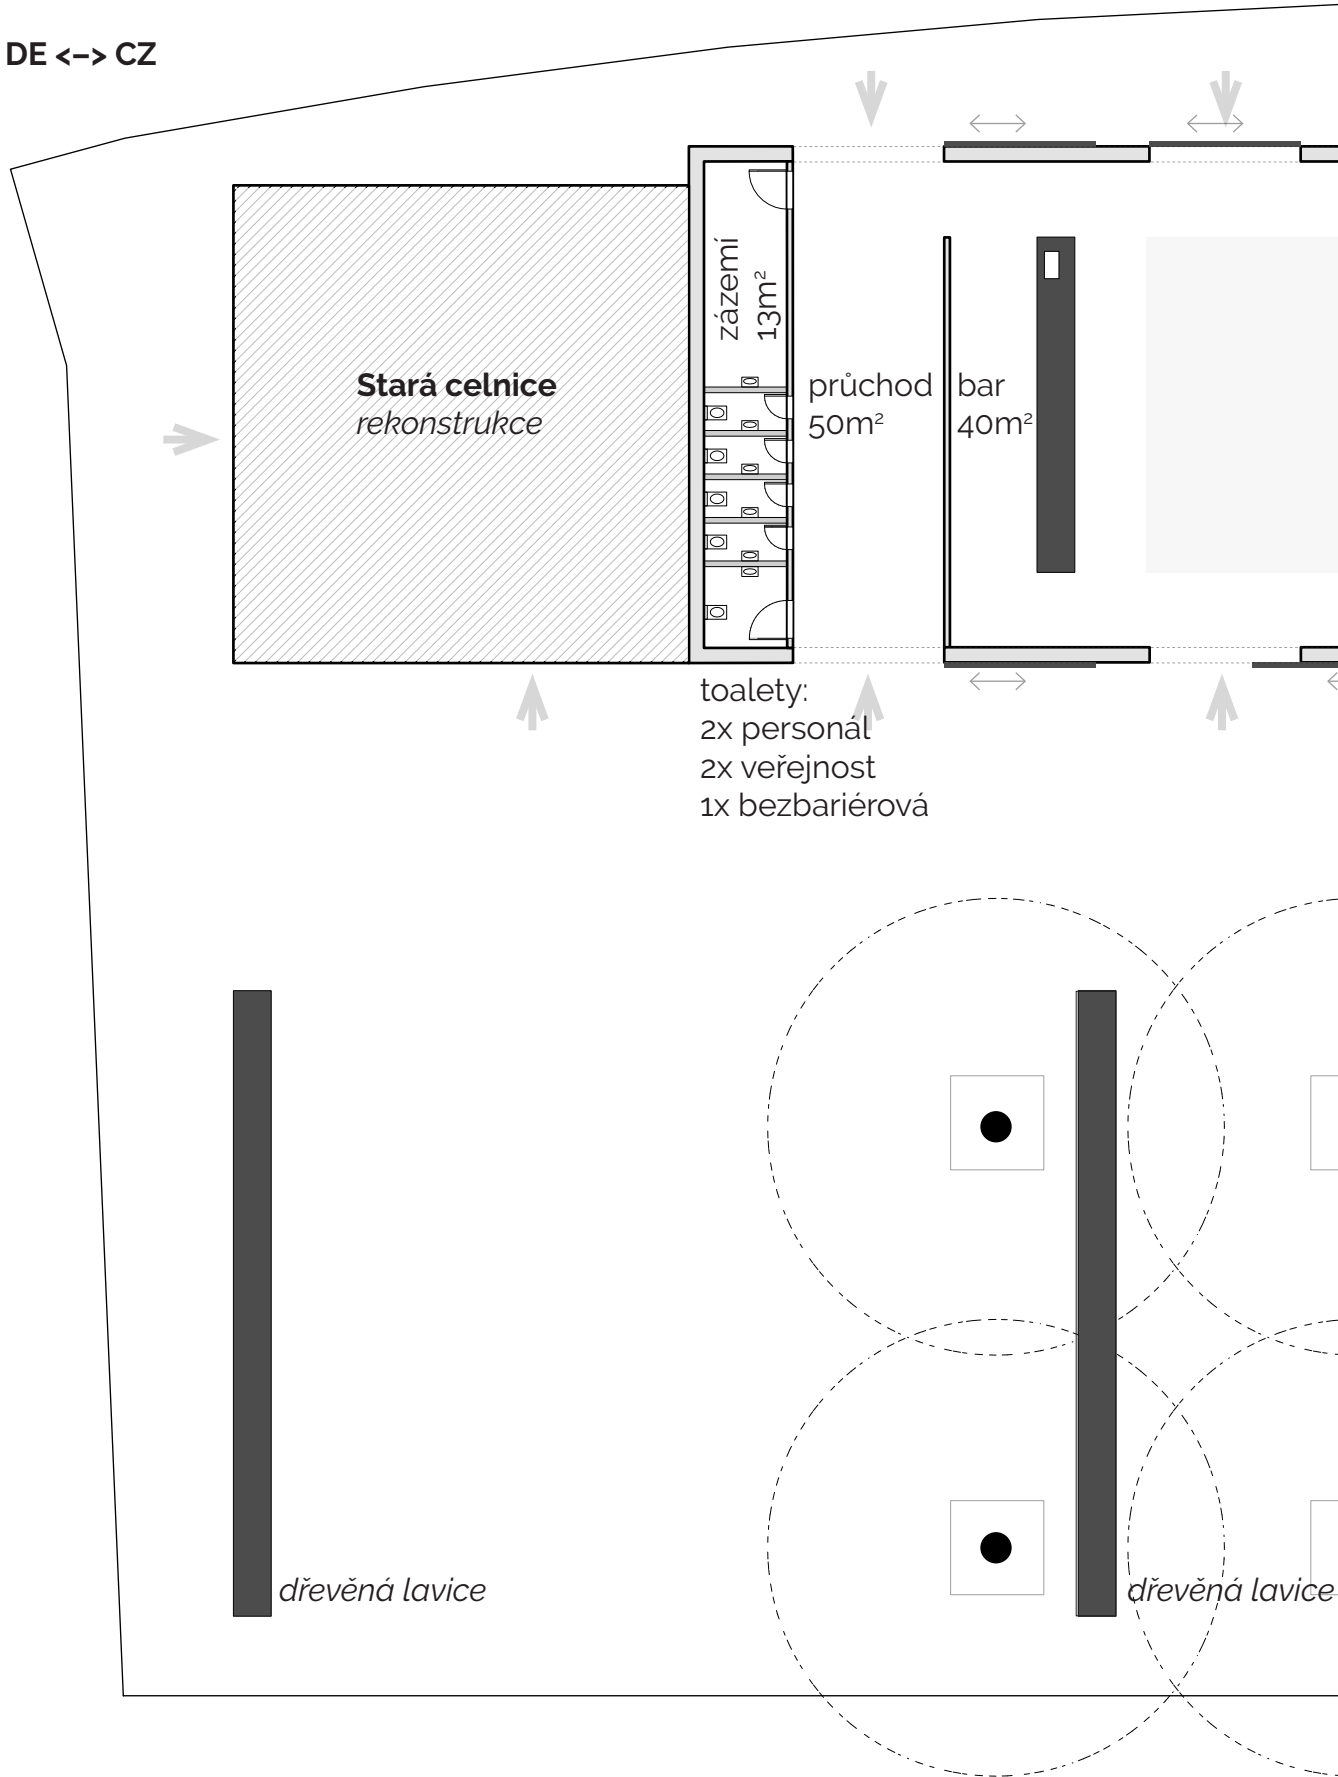 DE <–> CZ
zázemí
13m²
Stará celnice
rekonstrukce
průchod
50m²
bar
40m²
toalety:
2x personál
2x veřejnost
1x bezbariérová
dřevěná lavice
dřevěná lavice